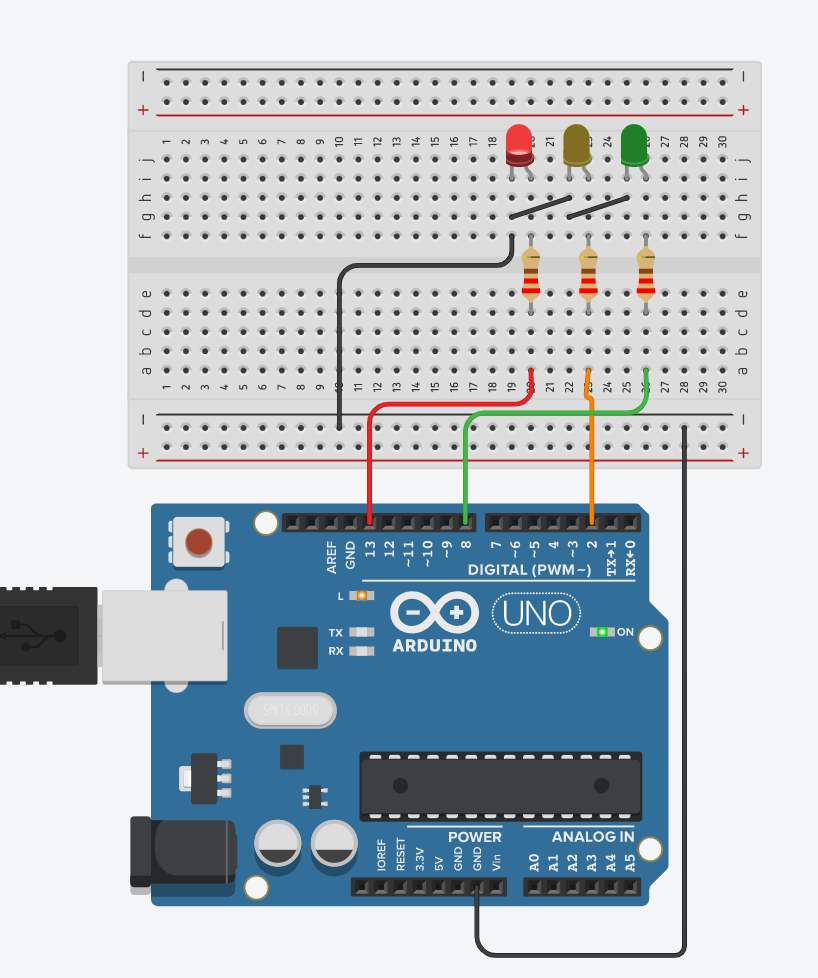 − −
+ +
1 2 3 4 5 6 7 8 9 10 11 12 13 14 15 16 17 18 19 20 21 22 23 24 25 26 27 28 29 30
j j
i i
h h
g g
f f
e e
d d
c c
b b
a a
1 2 3 4 5 6 7 8 9 10 11 12 13 14 15 16 17 18 19 20 21 22 23 24 25 26 27 28 29 30
− −
+ +
AREF GND 13 12 ~11 ~10 ~9 8 7 ~6 ~5 4 ~3 2 TX→1 RX←0
DIGITAL (PWM~)
L
UNO
TX
RX
ARDUINO
ON
SPK16.000G
POWER ANALOG IN
IOREF RESET 3.3V 5V GND GND Vin A0 A1 A2 A3 A4 A5